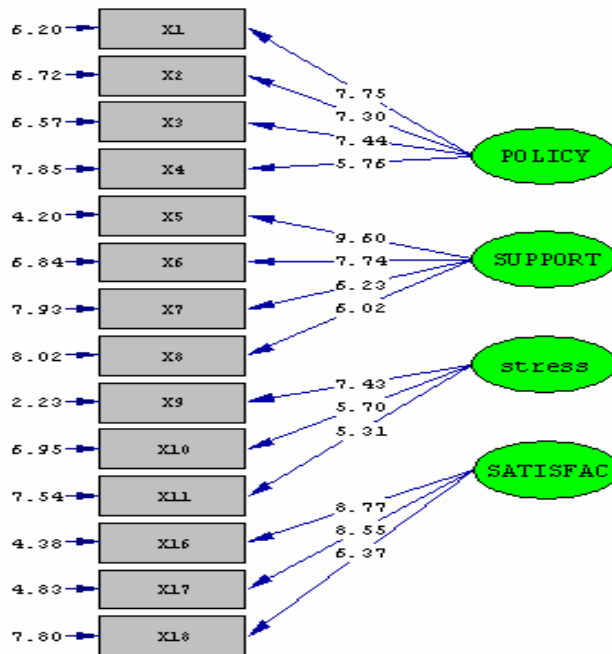 6.20 X1
6.72 X2
6.57 X3
7.85 X4
4.20 X5
6.84 X6
7.93 X7
8.02 X8
2.23 X9
6.95 X10
7.54 X11
4.38 X16
4.83 X17
7.80 X18
7.75
7.30
7.44
5.76
9.60
7.74
6.23
6.02
7.43
5.70
5.31
8.77
8.55
6.37
POLICY
SUPPORT
stress
SATISFAC